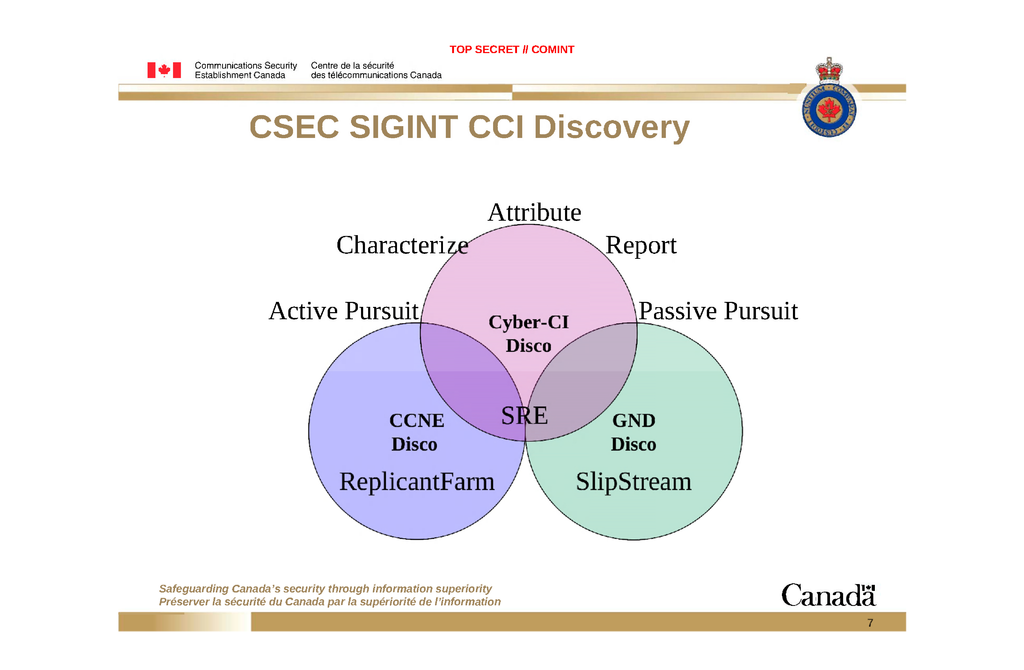 TOP SECRET // COMINT
Communications Security
Establishment Canada
Centre de la sécurité
des télécommunications Canada
CSEC SIGINT CCI Discovery
Attribute
Characterize
Report
Active Pursuit
Passive Pursuit
Cyber-CI
Disco
SRE
CCNE
Disco
GND
Disco
ReplicantFarm
SlipStream
Safeguarding Canada's security through information superiority
Préserver la sécurité du Canada par la supériorité de l'information
Canada
7